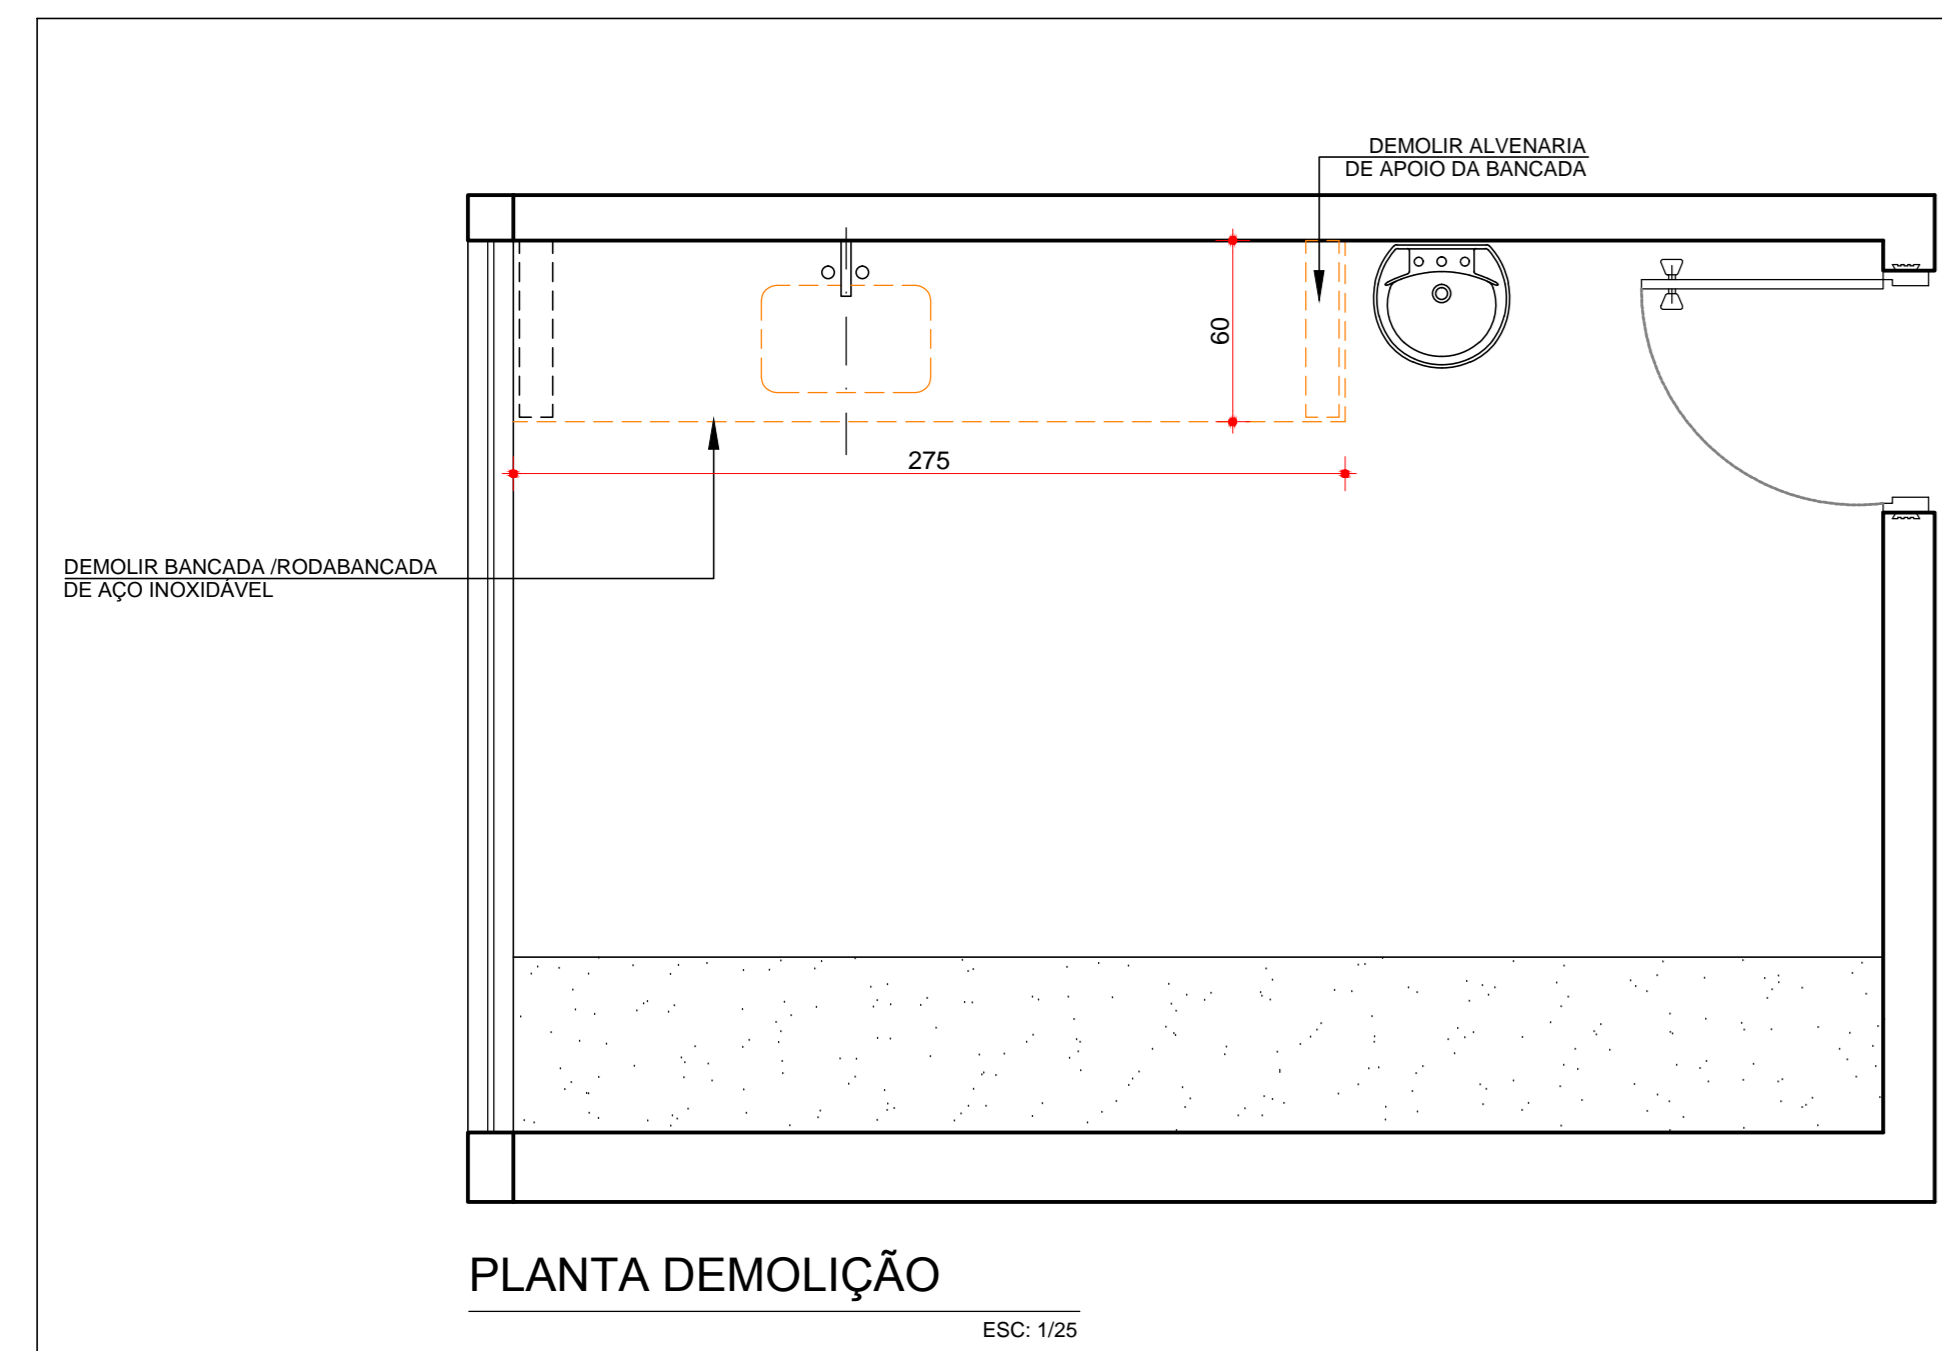 DEMOLIR ALVENARIA
DE APOIO DA BANCADA
60
275
DEMOLIR BANCADA /RODABANCADA
DE AÇO INOXIDÁVEL
PLANTA DEMOLIÇÃO
ESC: 1/25